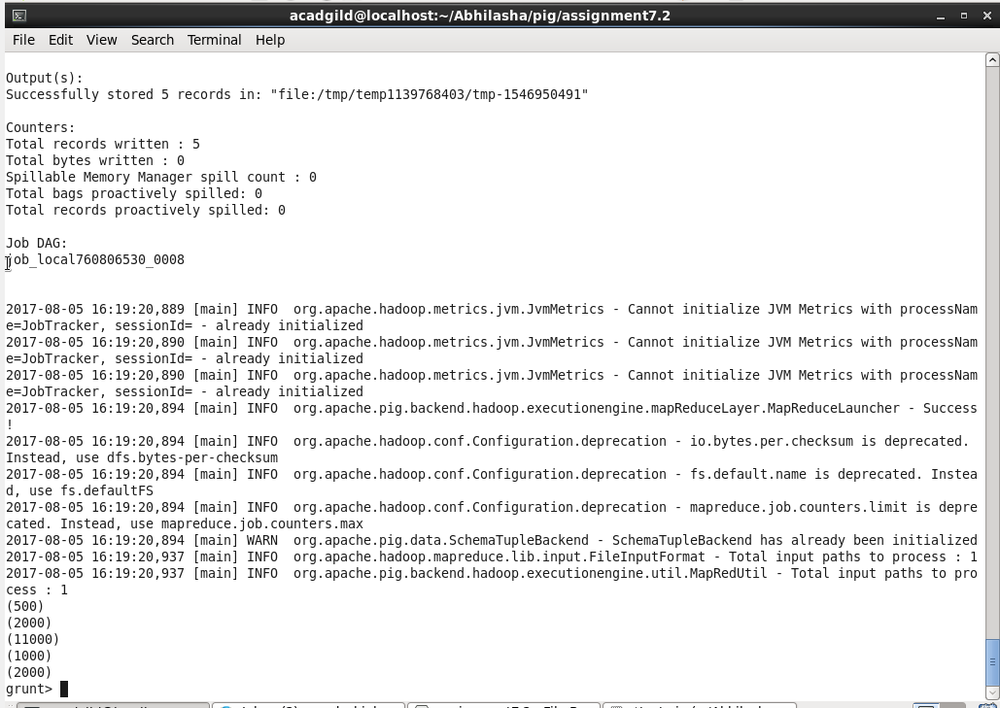 acadgild@localhost:~/Abhilasha/pig/assignment7.2
File Edit View Search Terminal Help
Output(s):
Successfully stored 5 records in: "file:/tmp/temp1139768403/tmp-1546950491"
Counters:
Total records written : 5
Total bytes written : 0
Spillable Memory Manager spill count : 0
Total bags proactively spilled: 0
Total records proactively spilled: 0
Job DAG:
job_local760806530_0008
2017-08-05 16:19:20,889 [main] INFO  org.apache.hadoop.metrics.jvm.JvmMetrics - Cannot initialize JVM Metrics with processNam
e=JobTracker, sessionId= - already initialized
2017-08-05 16:19:20,890 [main] INFO  org.apache.hadoop.metrics.jvm.JvmMetrics - Cannot initialize JVM Metrics with processNam
e=JobTracker, sessionId= - already initialized
2017-08-05 16:19:20,890 [main] INFO  org.apache.hadoop.metrics.jvm.JvmMetrics - Cannot initialize JVM Metrics with processNam
e=JobTracker, sessionId= - already initialized
2017-08-05 16:19:20,894 [main] INFO  org.apache.pig.backend.hadoop.executionengine.mapReduceLayer.MapReduceLauncher - Success
!
2017-08-05 16:19:20,894 [main] INFO  org.apache.hadoop.conf.Configuration.deprecation - io.bytes.per.checksum is deprecated.
Instead, use dfs.bytes-per-checksum
2017-08-05 16:19:20,894 [main] INFO  org.apache.hadoop.conf.Configuration.deprecation - fs.default.name is deprecated. Instea
d, use fs.defaultFS
2017-08-05 16:19:20,894 [main] INFO  org.apache.hadoop.conf.Configuration.deprecation - mapreduce.job.counters.limit is depre
cated. Instead, use mapreduce.job.counters.max
2017-08-05 16:19:20,894 [main] WARN  org.apache.pig.data.SchemaTupleBackend - SchemaTupleBackend has already been initialized
2017-08-05 16:19:20,937 [main] INFO  org.apache.hadoop.mapreduce.lib.input.FileInputFormat - Total input paths to process : 1
2017-08-05 16:19:20,937 [main] INFO  org.apache.pig.backend.hadoop.executionengine.util.MapRedUtil - Total input paths to pro
cess : 1
(500)
(2000)
(11000)
(1000)
(2000)
grunt>